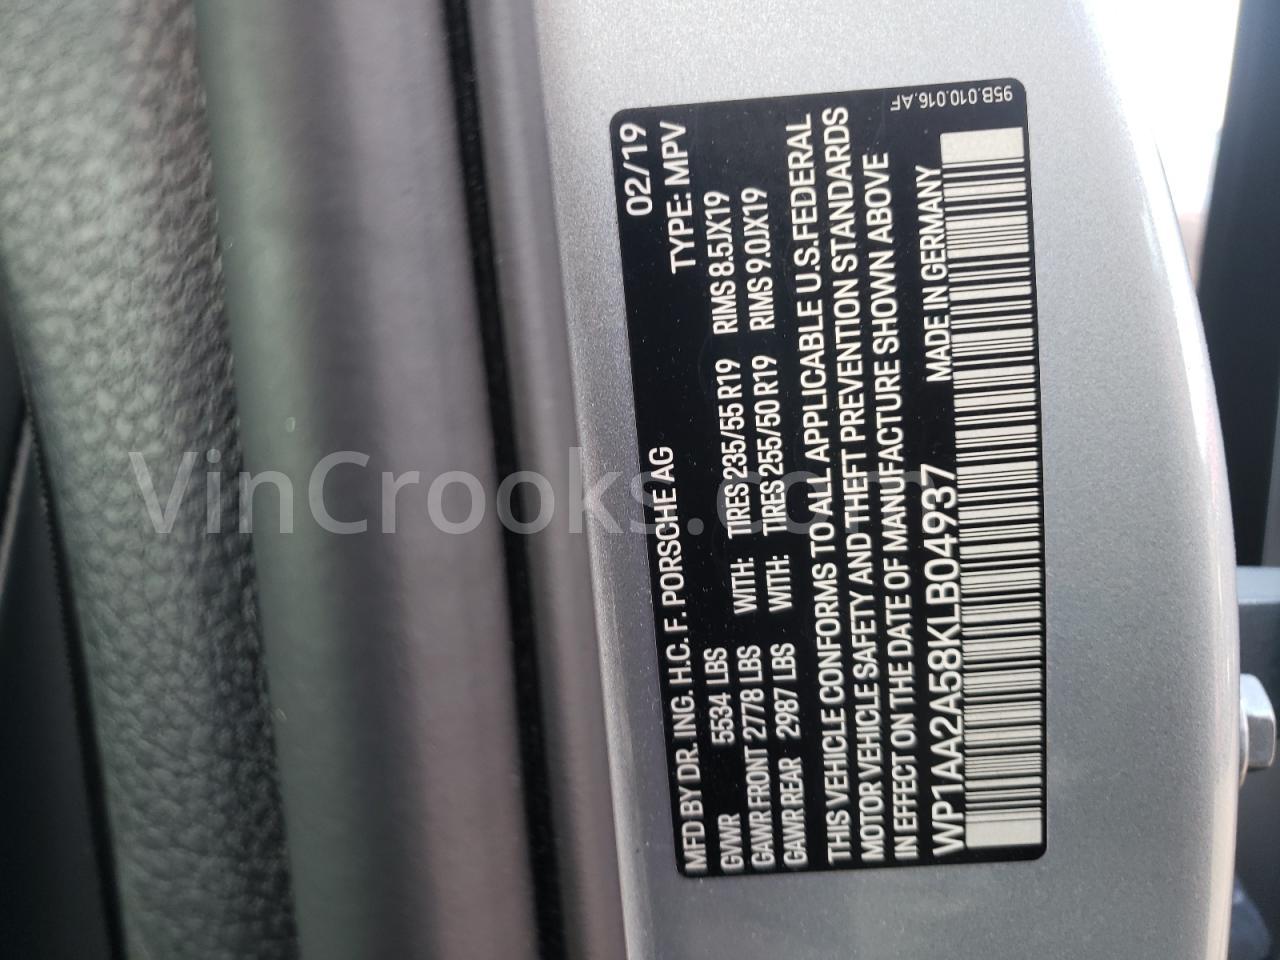 MFD BY DR. ING. H.C. F. PORSCHE AG 02/19
GVWR 5534 LBS TYPE: MPV
GAWR FRONT 2778 LBS WITH: TIRES 235/55 R19 RIMS 8.5JX19
GAWR REAR 2987 LBS WITH: TIRES 255/50 R19 RIMS 9.0JX19
THIS VEHICLE CONFORMS TO ALL APPLICABLE U.S.FEDERAL
MOTOR VEHICLE SAFETY AND THEFT PREVENTION STANDARDS
IN EFFECT ON THE DATE OF MANUFACTURE SHOWN ABOVE
WP1AA2A58KLB04937 MADE IN GERMANY
95B.010.016.AF
VinCrooks.com